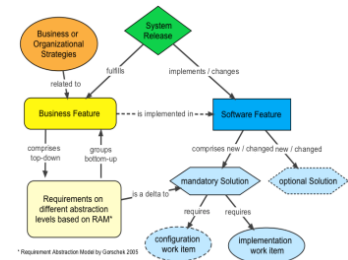 Business or
Organizational
Strategies
System
Release
fulfills
implements / changes
related to
Business Feature
is implemented in
Software Feature
comprises
top-down
groups
bottom-up
comprises new / changed
new / changed
Requirements on
different abstraction
levels based on RAM*
is a delta to
mandatory Solution
optional Solution
requires
requires
configuration
work item
implementation
work item
* Requirement Abstraction Model by Gorschek 2005